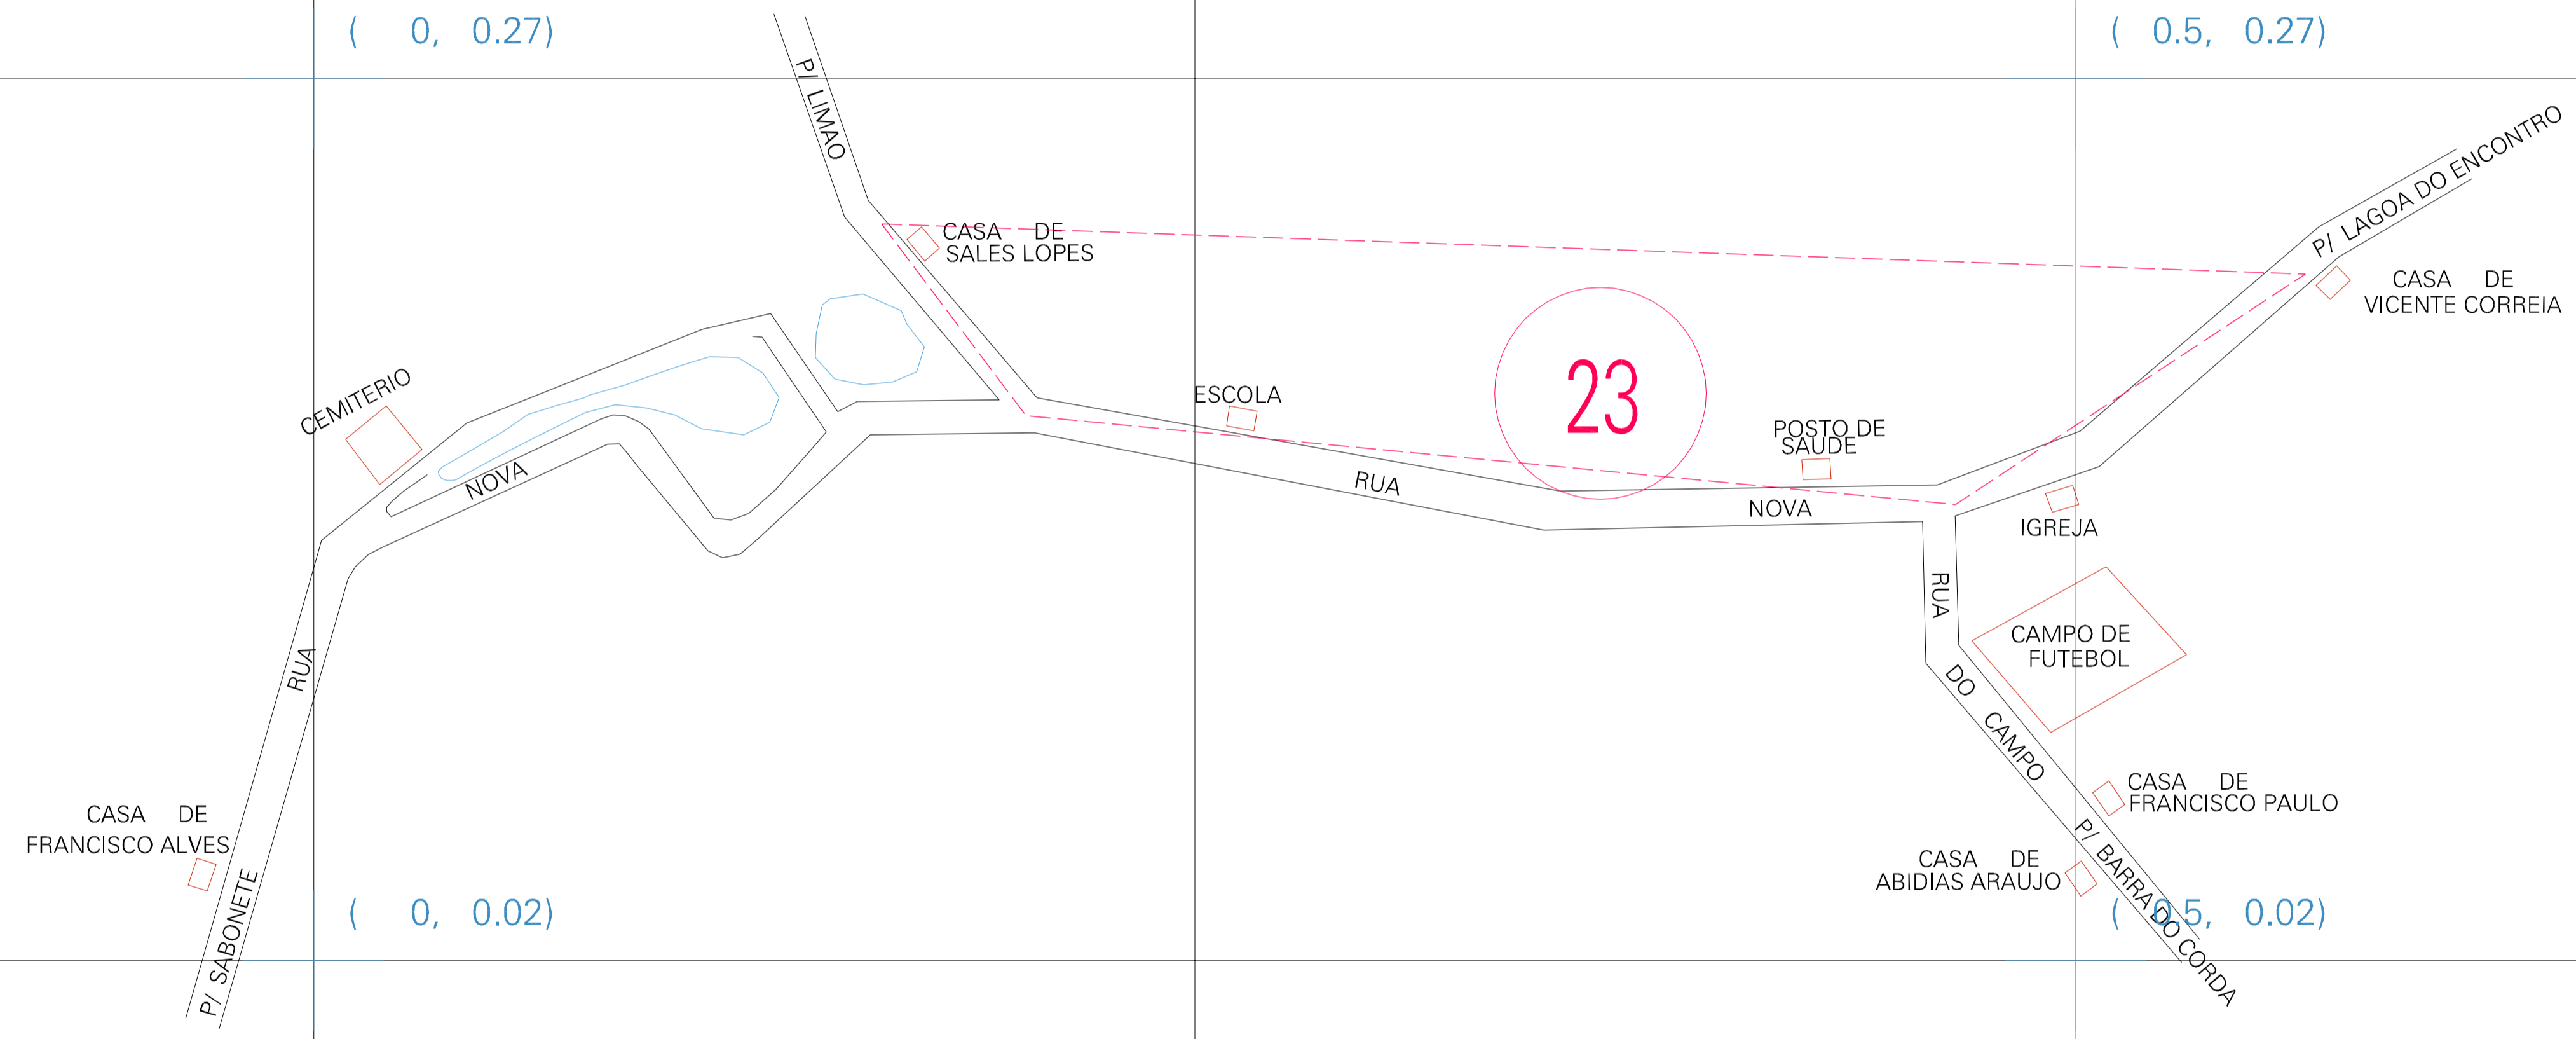 ( 0, 0.27)
( 0.5, 0.27)
P/ LIMAO
P/ LAGOA DO ENCONTRO
CASA DE
SALES LOPES
CASA DE
VICENTE CORREIA
CEMITERIO
ESCOLA
23
POSTO DE
SAUDE
NOVA
RUA
NOVA
IGREJA
RUA
CAMPO DE
FUTEBOL
RUA
DO CAMPO
CASA DE
FRANCISCO PAULO
CASA DE
FRANCISCO ALVES
CASA DE
ABIDIAS ARAUJO
P/ BARRA DO CORDA
P/ SABONETE
( 0, 0.02)
( 0.5, 0.02)